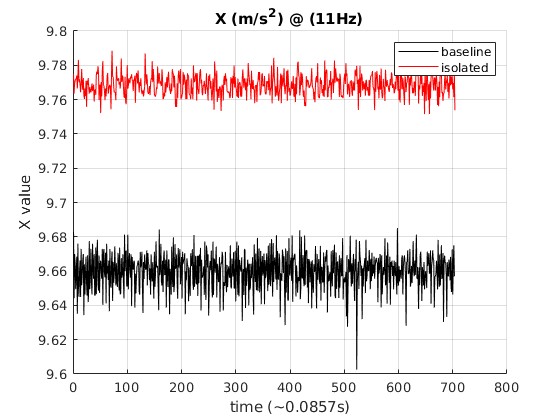 X (m/s2) @ (11Hz)
9.8
9.78
9.76
9.74
9.72
9.7
9.68
9.66
9.64
9.62
9.6
X value
baseline
isolated
0 100 200 300 400 500 600 700 800
time (~0.0857s)